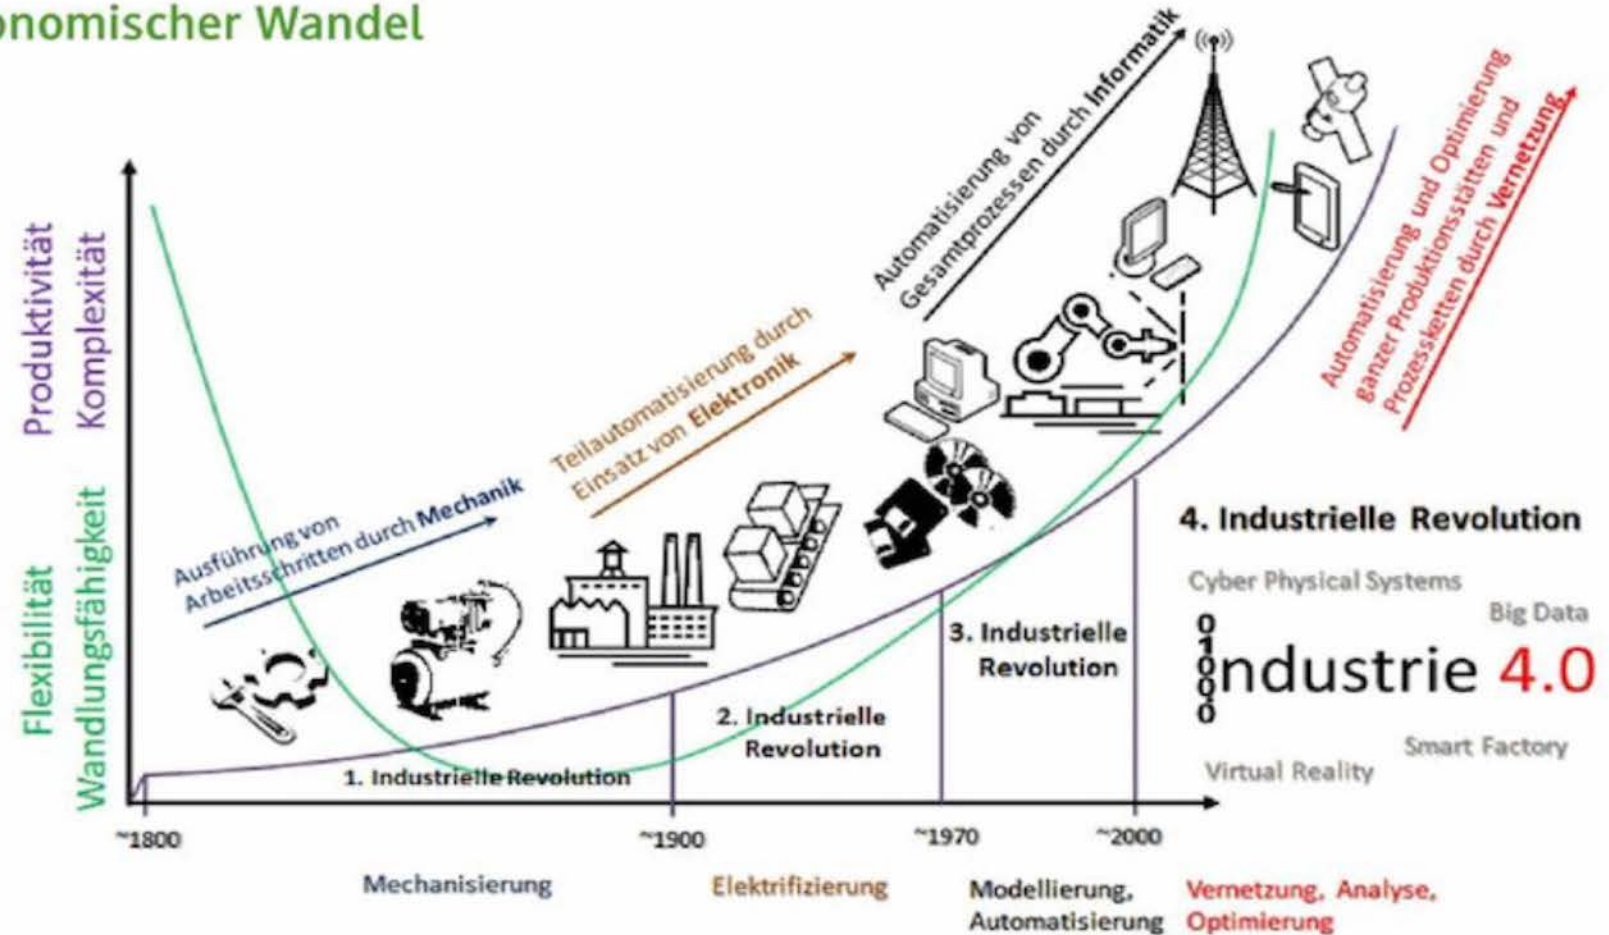 onomischer Wandel
Produktivität
Komplexität
Flexibilität
Wandlungsfähigkeit
Ausführung von
Arbeitsschritten durch Mechanik
Teilautomatisierung durch
Einsatz von Elektronik
Automatisierung von
Gesamtprozessen durch Informatik
Automatisierung und Optimierung
ganzer Produktionsstätten und
Prozessketten durch Vernetzung
1. Industrielle Revolution
2. Industrielle
Revolution
3. Industrielle
Revolution
4. Industrielle Revolution
Cyber Physical Systems
Big Data
01000ndustrie 4.0
Smart Factory
Virtual Reality
~1800
~1900
~1970
~2000
Mechanisierung
Elektrifizierung
Modellierung,
Automatisierung
Vernetzung, Analyse,
Optimierung